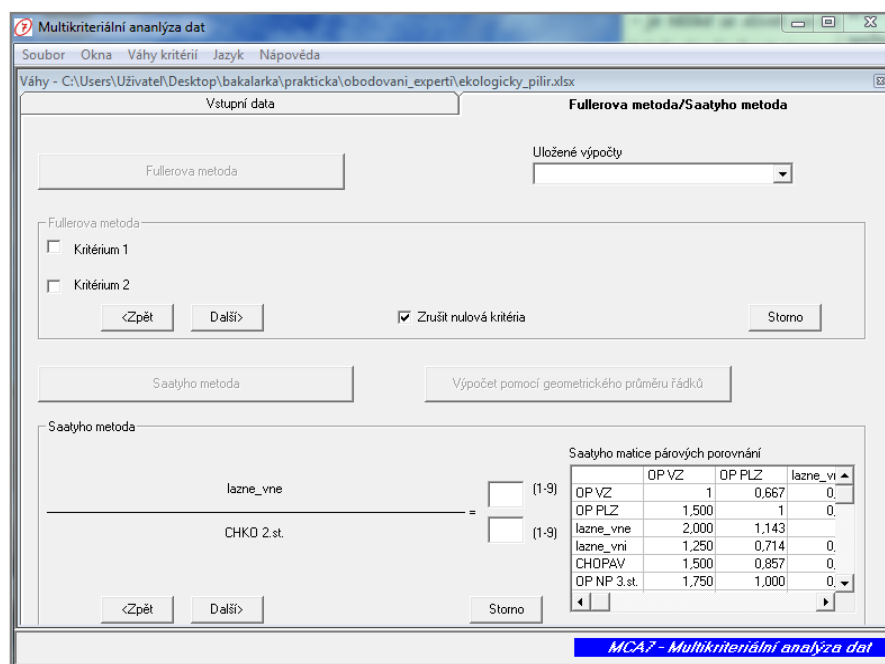 Multikriteriální ananlýza dat
Soubor Okna Váhy kritérií Jazyk Nápověda
Váhy - C:\Users\Uživatel\Desktop\bakalarka\prakticka\obodovani_experti\ekologicky_pilir.xlsx
Vstupní data
Fullerova metoda/Saatyho metoda
Fullerova metoda
Uložené výpočty
Fullerova metoda
Kritérium 1
Kritérium 2
<Zpět
Další>
Zrušit nulová kritéria
Storno
Saatyho metoda
Výpočet pomocí geometrického průměru řádků
Saatyho metoda
lazne_vne
CHKO 2.st.
=
(1-9)
(1-9)
<Zpět
Další>
Storno
Saatyho matice párových porovnání
OP VZ OP PLZ
OP VZ 1 0,667 0,
OP PLZ 1,500 1 0,
lazne_vne 2,000 1,143
lazne_vni 1,250 0,714 0,
CHOPAV 1,500 0,857 0,
OP NP 3.st. 1,750 1,000 0,
MCA7 - Multikriteriální analýza dat